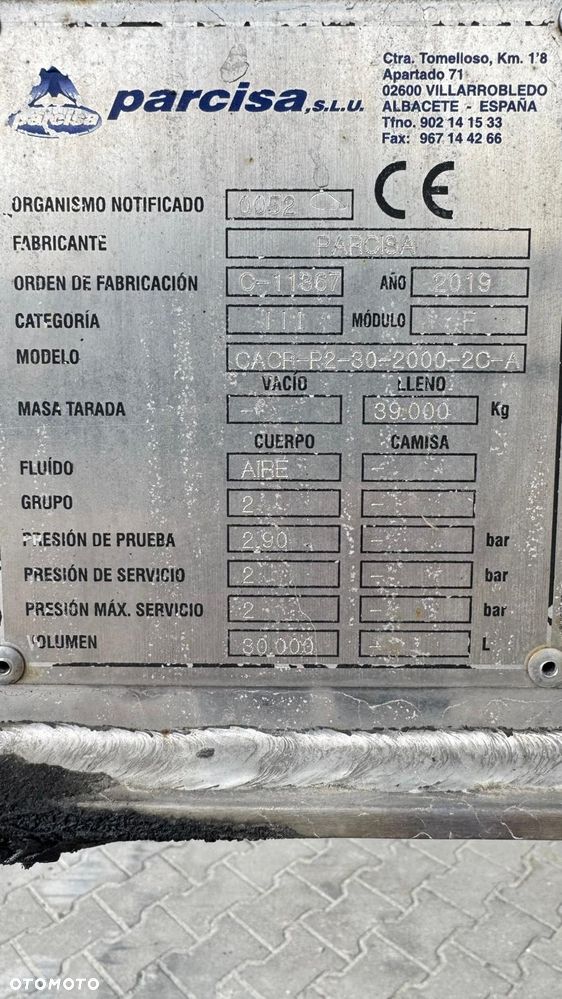 parcisa
parcisa,S.L.U.
Ctra. Tomelloso, Km. 1'8
Apartado 71
02600 VILLARROBLEDO
ALBACETE - ESPAÑA
Tfno. 902 14 15 33
Fax: 967 14 42 66
ORGANISMO NOTIFICADO 0052 CE
FABRICANTE PARCISA
ORDEN DE FABRICACIÓN C-11367 AÑO 2019
CATEGORÍA III MÓDULO F
MODELO CACR-P2-30-2000-2C-A
VACÍO LLENO
MASA TARADA - 39.000 Kg
CUERPO CAMISA
FLUÍDO AIRE -
GRUPO 2 -
PRESIÓN DE PRUEBA 2,90 - bar
PRESIÓN DE SERVICIO 2 - bar
PRESIÓN MÁX. SERVICIO 2 - bar
VOLUMEN 30.000 - L
OTOMOTO